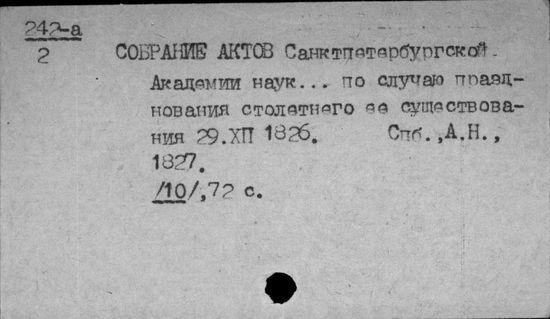 242-а
2
СОБРАНИЕ АКТОВ Санктпетербургской
Академии наук... по случаю празд-
нования столетнего ее существова-
ния 29.XII 1826. Спб.,А.Н.,
1827.
/10/,72 с.